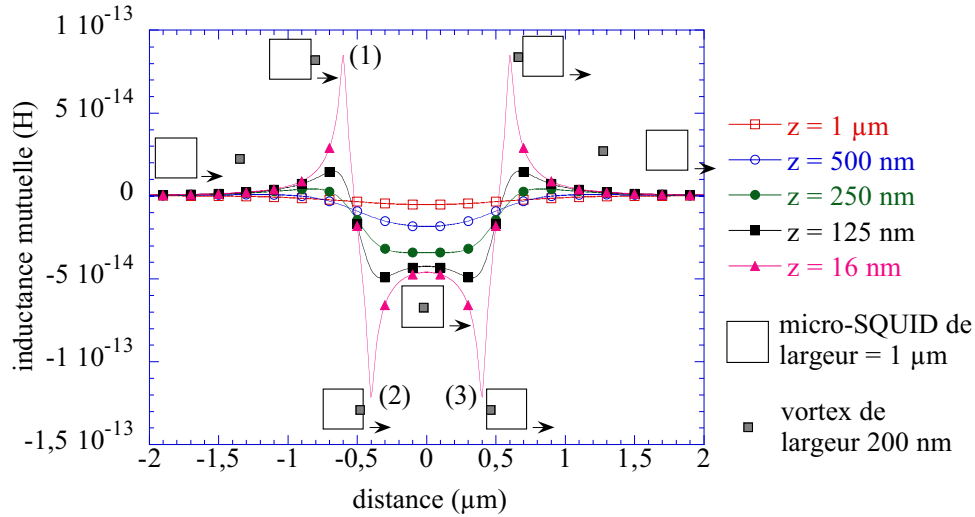 1 10-13
5 10-14
0
-5 10-14
-1 10-13
-1,5 10-13
inductance mutuelle (H)
(1)
(2)
(3)
-2
-1,5
-1
-0,5
0
0,5
1
1,5
2
distance (µm)
z = 1 µm
z = 500 nm
z = 250 nm
z = 125 nm
z = 16 nm
micro-SQUID de
largeur = 1 µm
vortex de
largeur 200 nm